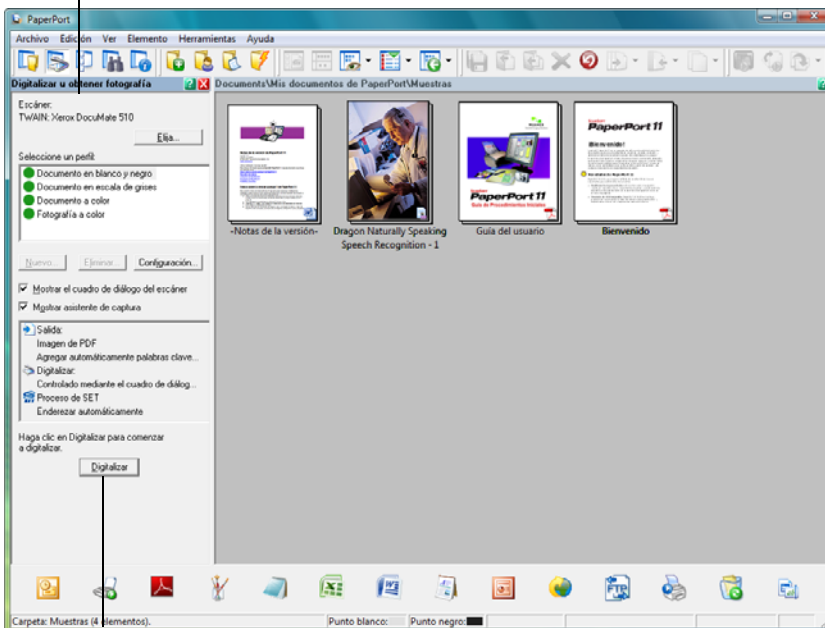 PaperPort
Archivo Edición Ver Elemento Herramientas Ayuda
Digitalizar u obtener fotografía
Documents\Mis documentos de PaperPort\Muestras
Escáner:
TWAIN: Xerox DocuMate 510
Elija...
Seleccione un perfil:
Documento en blanco y negro
Documento en escala de grises
Documento a color
Fotografía a color
Nuevo... Eliminar... Configuración...
Mostrar el cuadro de diálogo del escáner
Mostrar asistente de captura
Salida:
Imagen de PDF
Agregar automáticamente palabras clave...
Digitalizar:
Controlado mediante el cuadro de diálog...
Proceso de SET
Enderezar automáticamente
Haga clic en Digitalizar para comenzar
a digitalizar.
Digitalizar
PaperPort 11
Guía de Procedimientos Iniciales
PaperPort 11
Bienvenido!
-Notas de la versión-
Dragon Naturally Speaking
Speech Recognition - 1
Guía del usuario
Bienvenido
FTP
Carpeta: Muestras (4 elementos).
Punto blanco:
Punto negro: